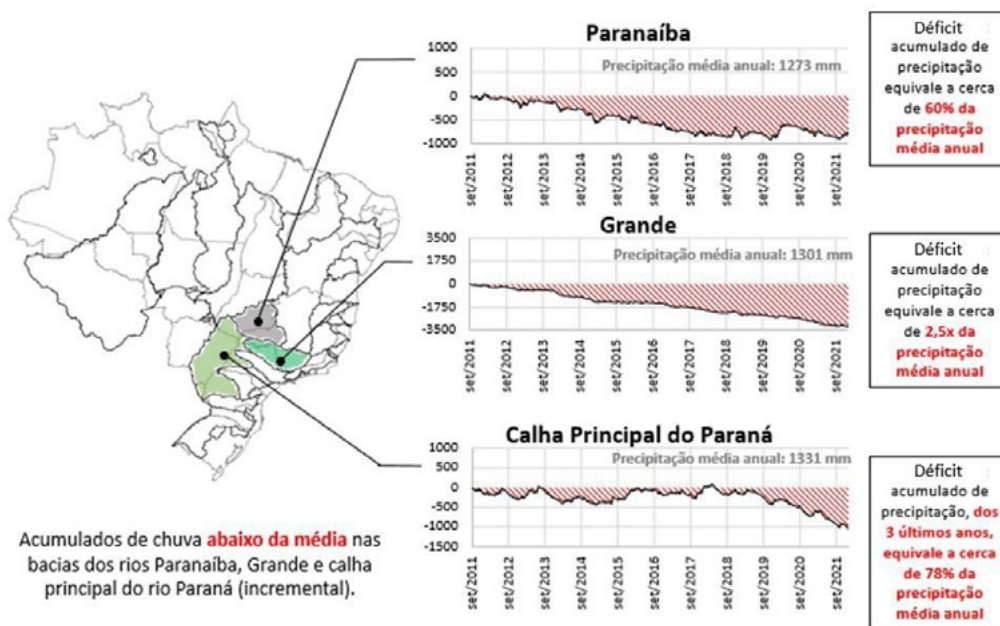 Paranaíba
Precipitação média anual: 1273 mm
1000
500
0
-500
-1000
set/2011
set/2012
set/2013
set/2014
set/2015
set/2016
set/2017
set/2018
set/2019
set/2020
set/2021
Déficit
acumulado de
precipitação
equivale a cerca
de 60% da
precipitação
média anual
Grande
Precipitação média anual: 1301 mm
3500
1750
0
-1750
-3500
set/2011
set/2012
set/2013
set/2014
set/2015
set/2016
set/2017
set/2018
set/2019
set/2020
set/2021
Déficit
acumulado de
precipitação
equivale a cerca
de 2,5x da
precipitação
média anual
Calha Principal do Paraná
Precipitação média anual: 1331 mm
1000
500
0
-500
-1000
-1500
set/2011
set/2012
set/2013
set/2014
set/2015
set/2016
set/2017
set/2018
set/2019
set/2020
set/2021
Déficit
acumulado de
precipitação, dos
3 últimos anos,
equivale a cerca
de 78% da
precipitação
média anual
Acumulados de chuva abaixo da média nas
bacias dos rios Paranaíba, Grande e calha
principal do rio Paraná (incremental).